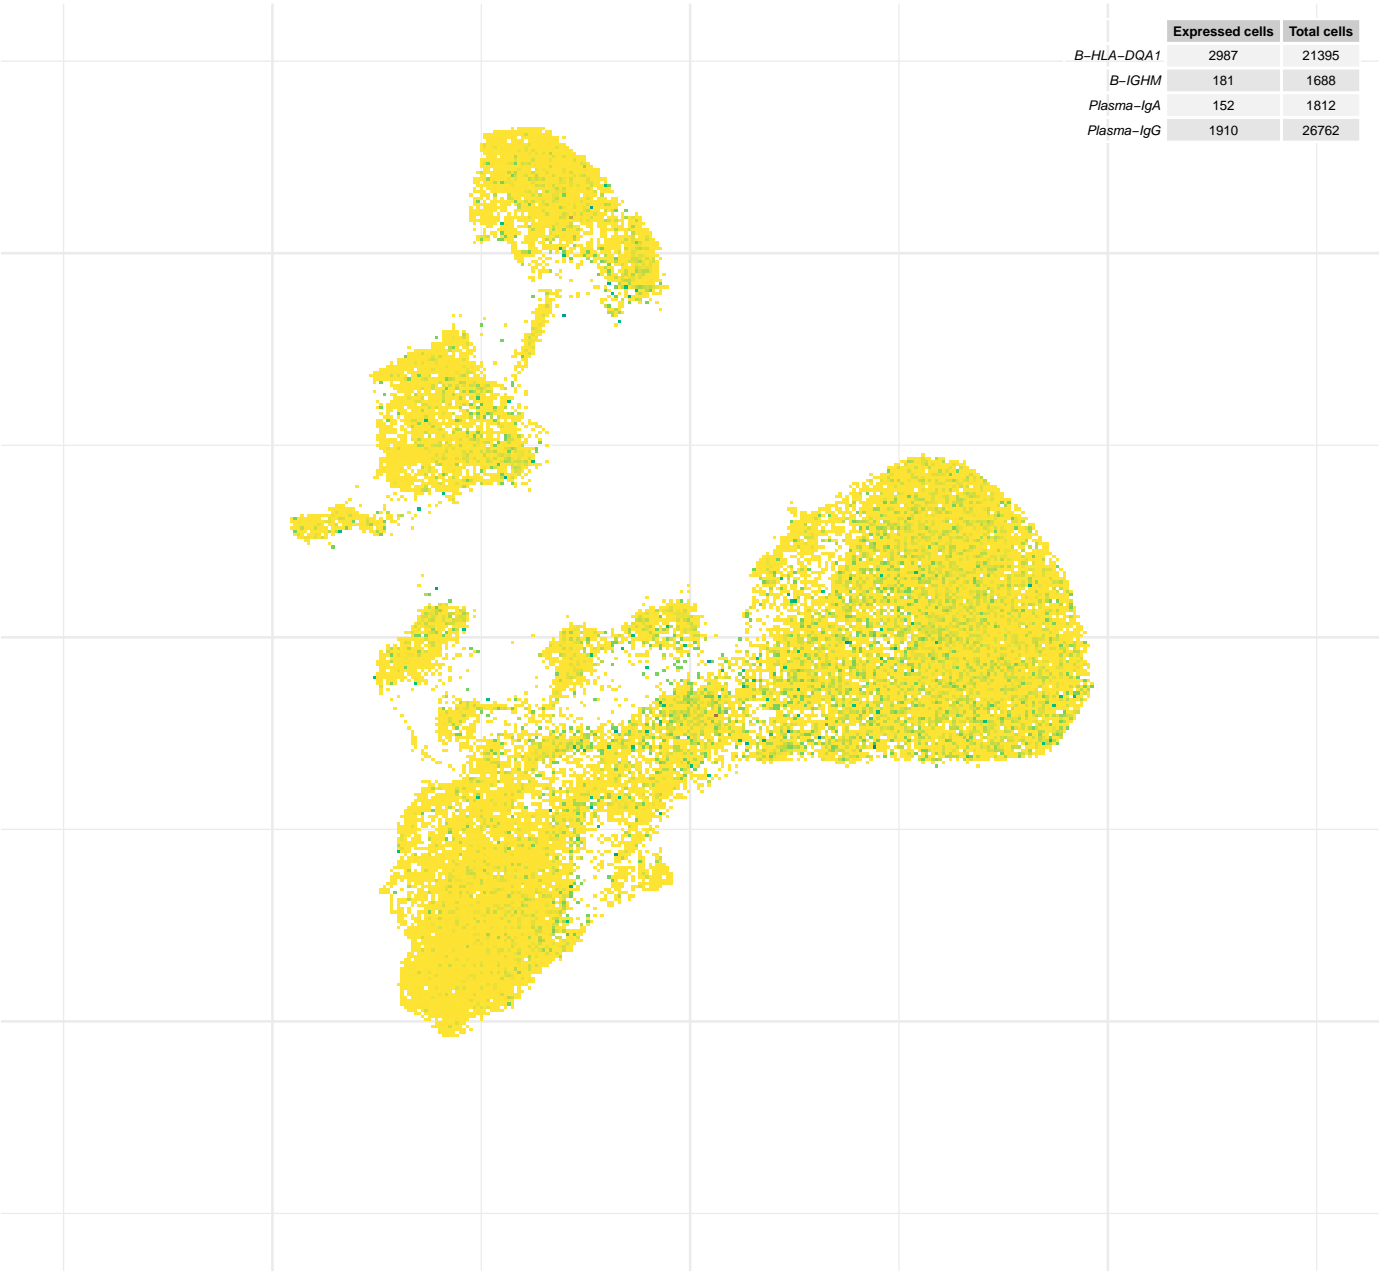 Expressed cells Total cells
B−HLA−DQA1 2987 21395
B−IGHM 181 1688
Plasma−IgA 152 1812
Plasma−IgG 1910 26762